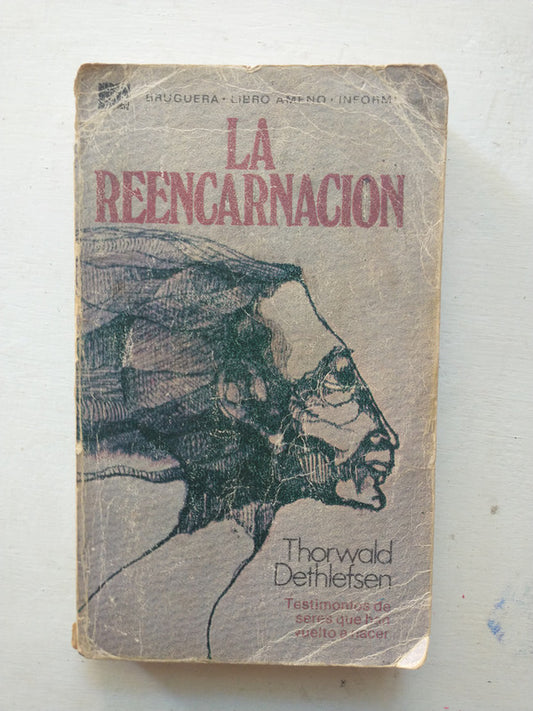 BRUGUERA · LIBRO AMENO · INFORM
LA
REENCARNACION
Thorwald
Dethlefsen
Testimonios de
seres que han
vuelto a nacer